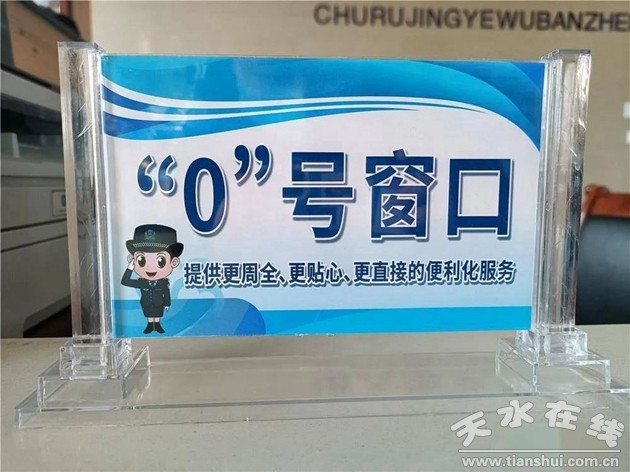 CHURUJINGYEWUBANZHE
“0”号窗口
提供更周全、更贴心、更直接的便利化服务
天水在线
www.tianshui.com.cn